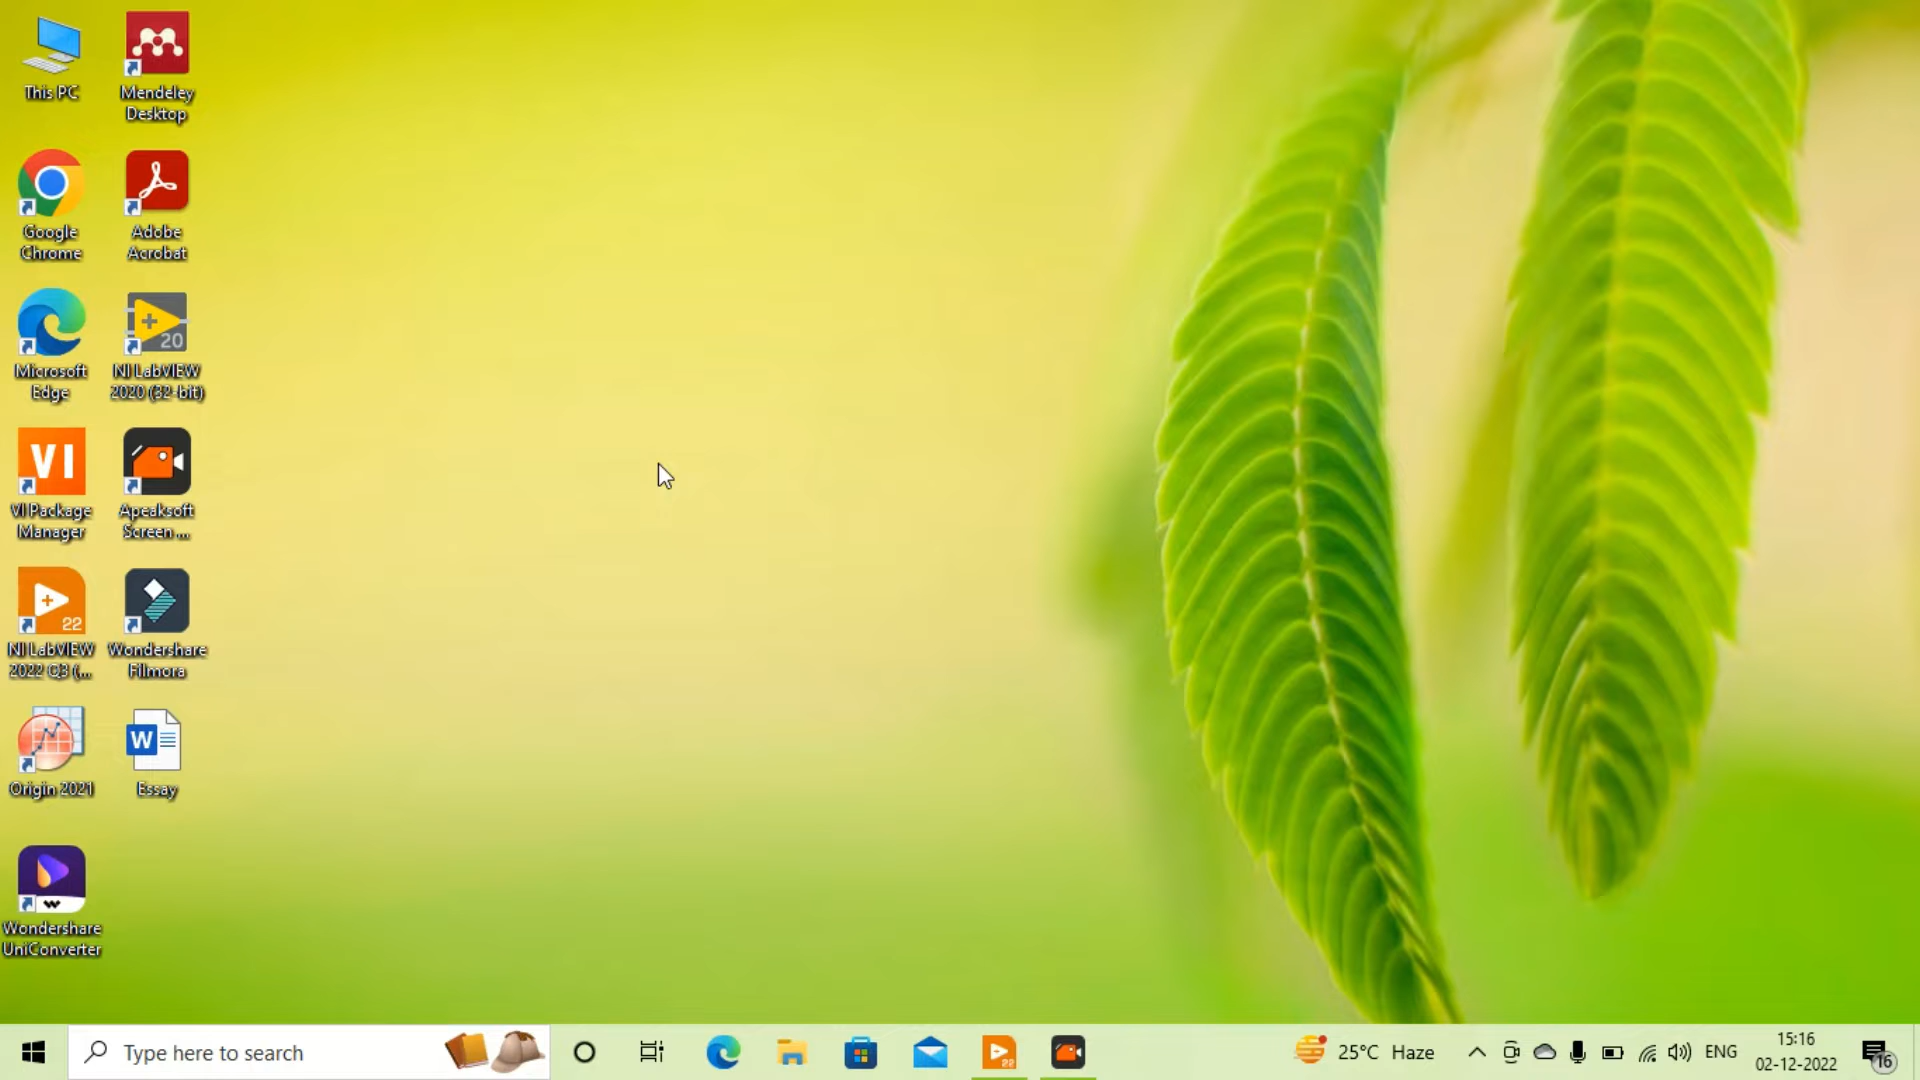 This PC
Mendeley
Desktop
Google
Chrome
Adobe
Acrobat
Microsoft
Edge
20
NI LabVIEW
2020 (32-bit)
VI
VI Package
Manager
Apeaksoft
Screen ...
22
NI LabVIEW
2022 Q3 (...
Wondershare
Filmora
Origin 2021
W
Essay
Wondershare
UniConverter
Type here to search
22
25°C Haze
ENG
15:16
02-12-2022
16